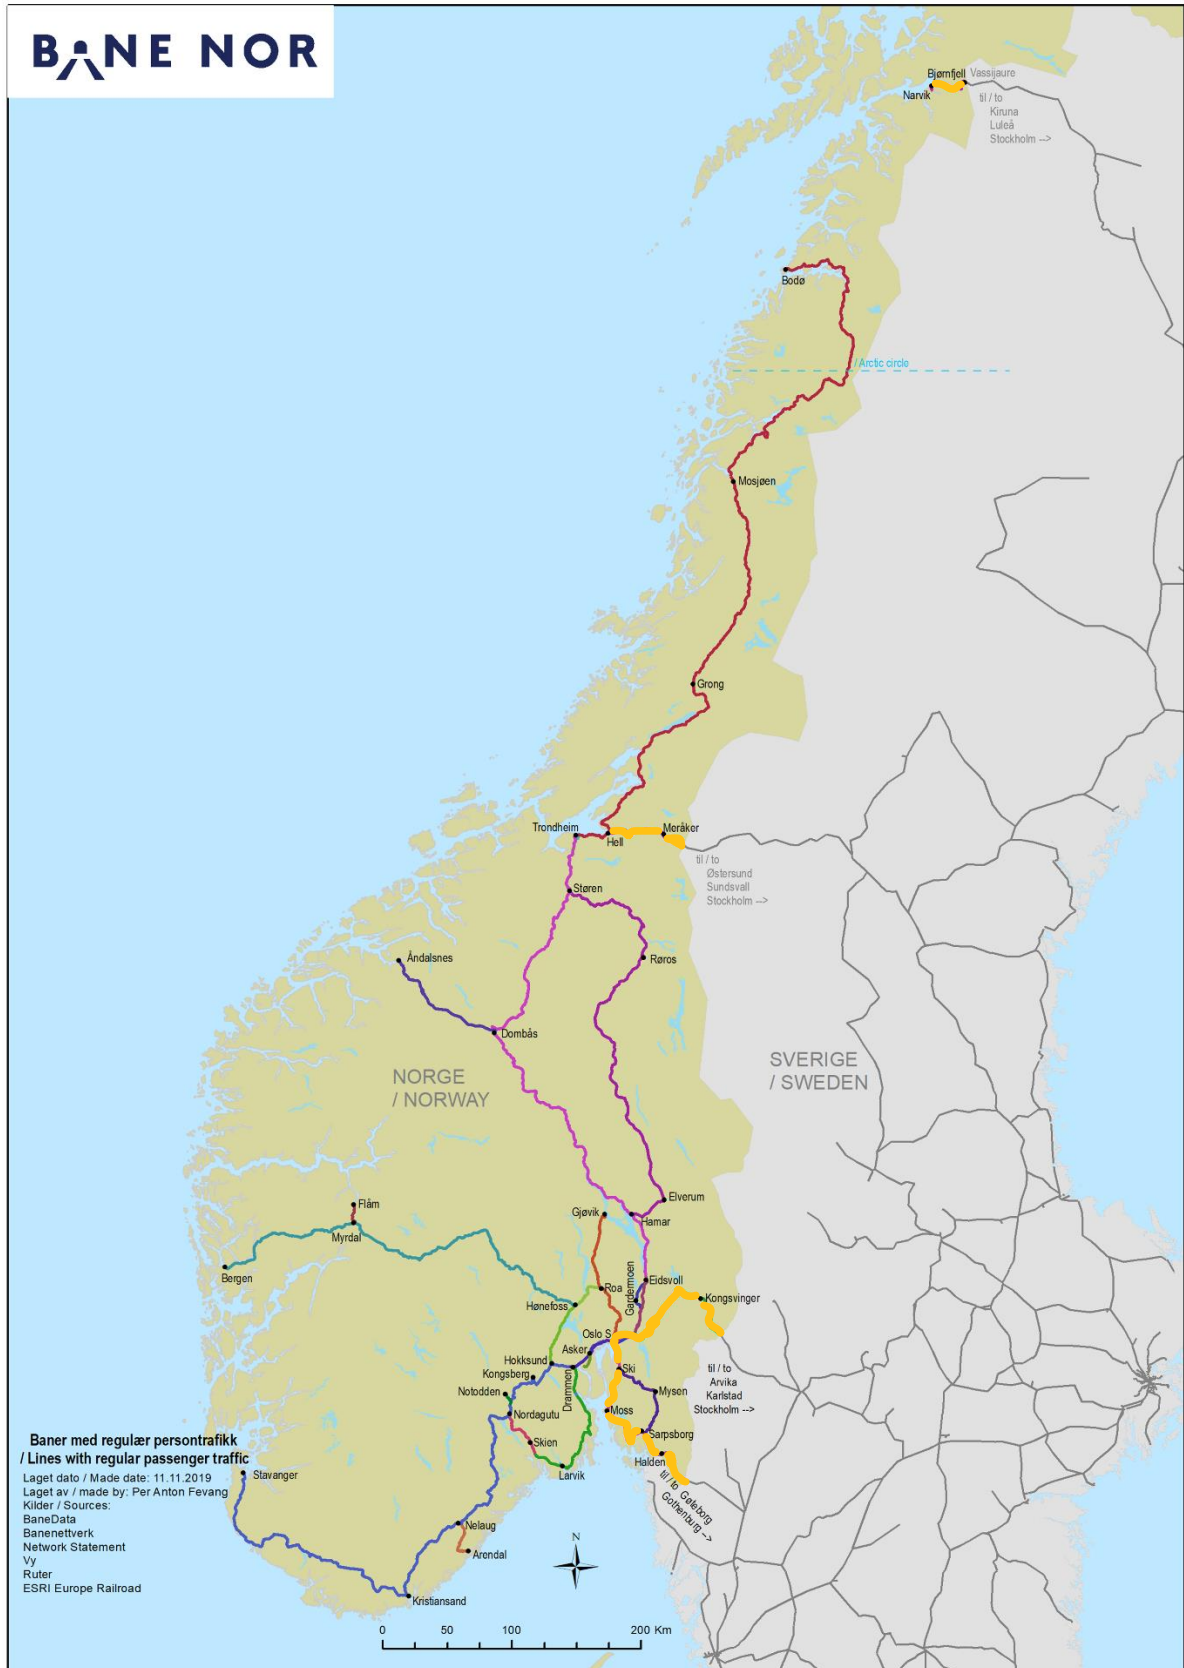 BANE NOR
Bjørnfjell
Vassijaure
Narvik
til / to
Kiruna
Luleå
Stockholm -->
Bodø
/ Arctic circle
Mosjøen
Grong
Trondheim
Hell
Meråker
til / to
Østersund
Sundsvall
Stockholm -->
Støren
Røros
Åndalsnes
Dombås
NORGE
/ NORWAY
SVERIGE
/ SWEDEN
Elverum
Hamar
Gjøvik
Flåm
Myrdal
Bergen
Eidsvoll
Gardermoen
Roa
Kongsvinger
Hønefoss
Oslo S
Asker
Hokksund
Kongsberg
Drammen
Ski
til / to
Arvika
Karlstad
Stockholm -->
Notodden
Mysen
Moss
Nordagutu
Sarpsborg
Skien
Halden
Larvik
til / to Gøteborg
Gothenburg -->
Baner med regulær persontrafikk
/ Lines with regular passenger traffic
Laget dato / Made date: 11.11.2019
Laget av / made by: Per Anton Fevang
Kilder / Sources:
BaneData
Banenettverk
Network Statement
Vy
Ruter
ESRI Europe Railroad
Stavanger
Nelaug
Arendal
Kristiansand
N
0 50 100 200 Km